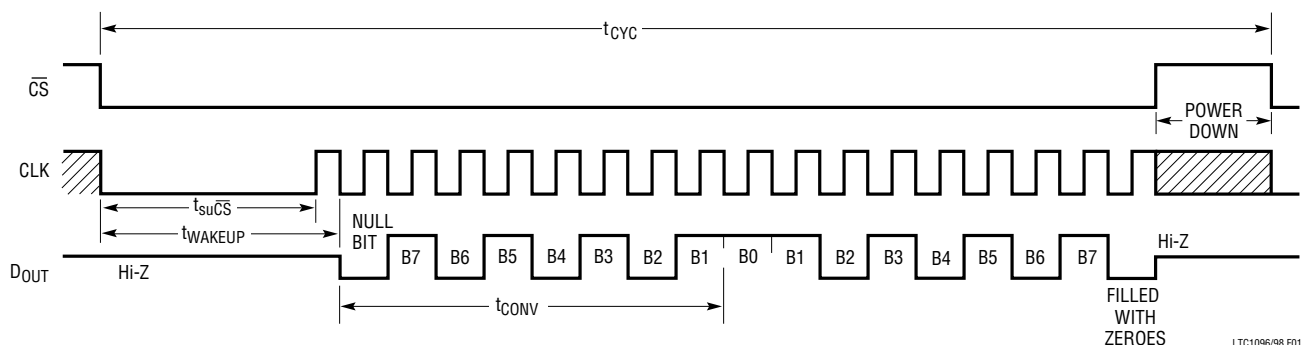 tCYC
CS
POWER
DOWN
CLK
tsuCS
tWAKEUP
NULL
BIT
B7 B6 B5 B4 B3 B2 B1 B0 B1 B2 B3 B4 B5 B6 B7
Hi-Z
DOUT
Hi-Z
tCONV
FILLED
WITH
ZEROES
LTC1096/98 F01